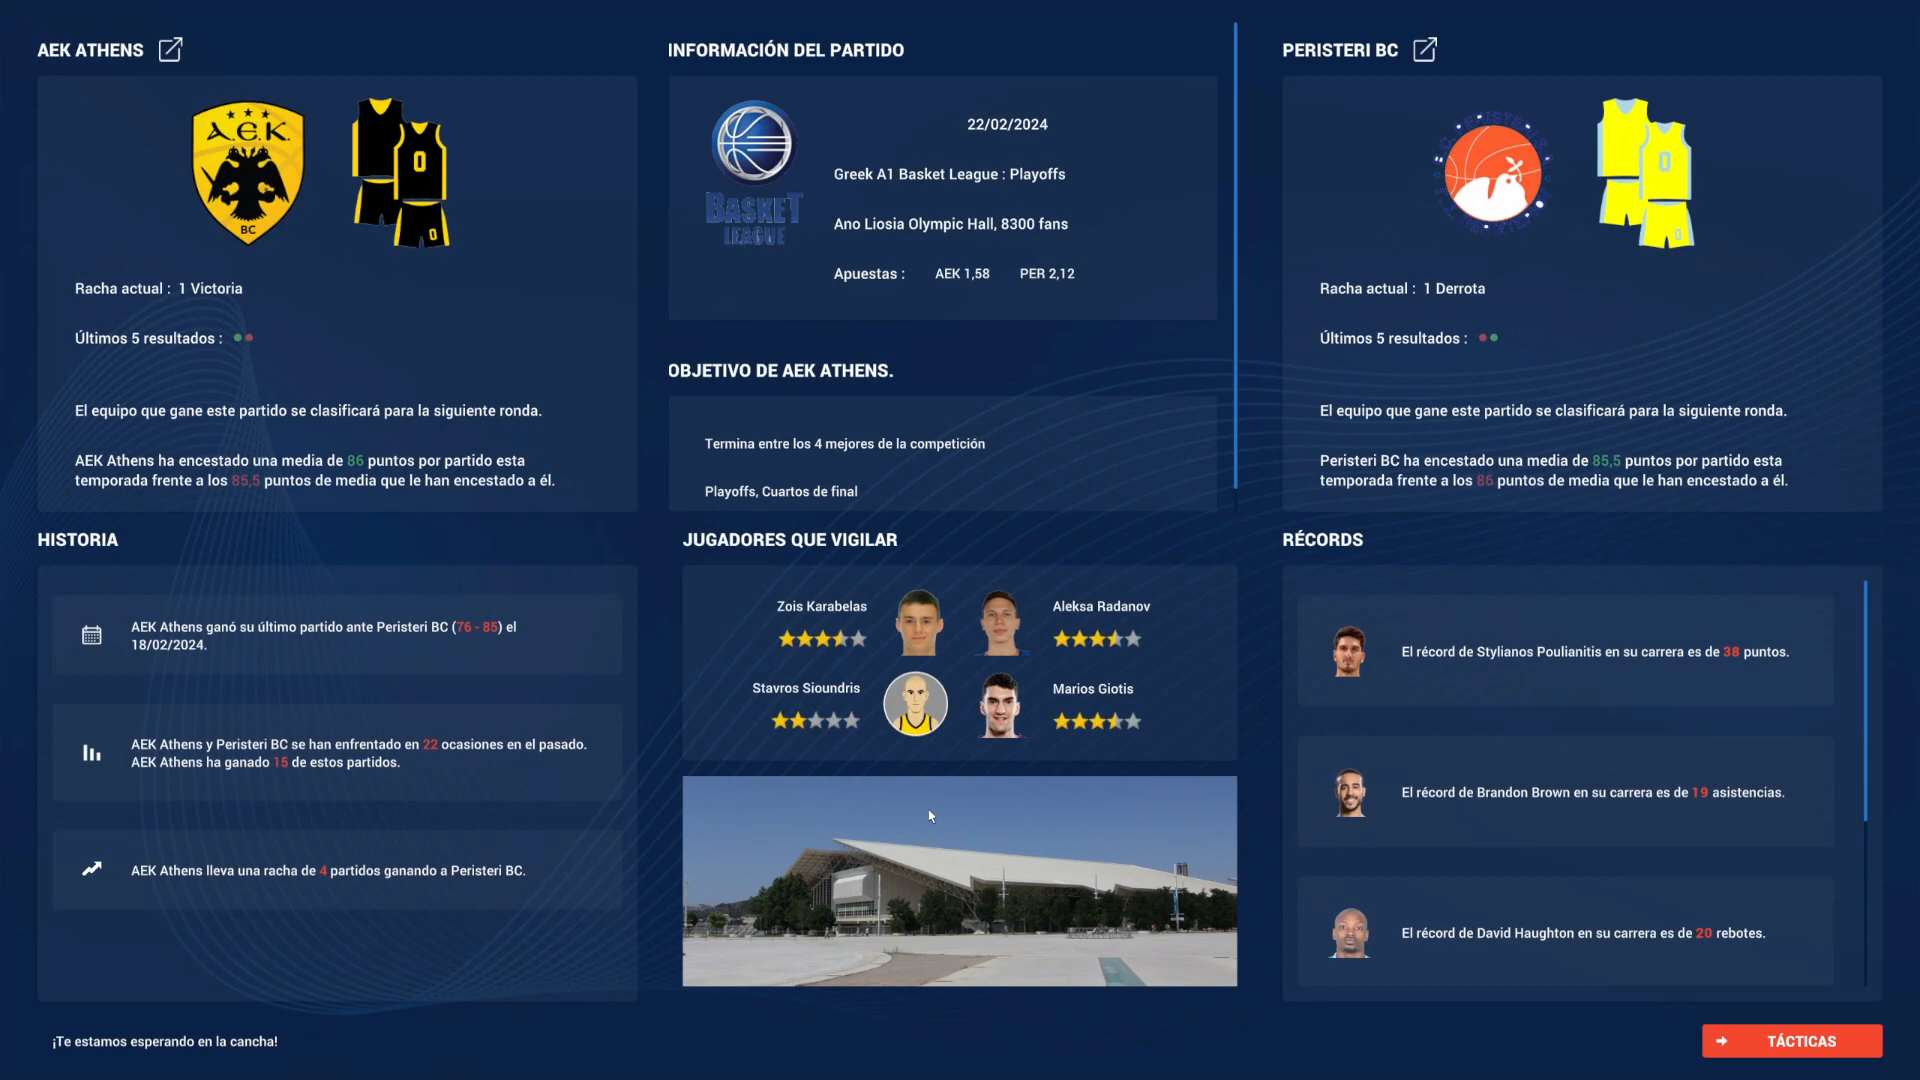 AEK ATHENS
A.E.K.
BC
0
0
Racha actual : 1 Victoria
Últimos 5 resultados :
El equipo que gane este partido se clasificará para la siguiente ronda.
AEK Athens ha encestado una media de 86 puntos por partido esta
temporada frente a los 85,5 puntos de media que le han encestado a él.
INFORMACIÓN DEL PARTIDO
BASKET
LEAGUE
22/02/2024
Greek A1 Basket League : Playoffs
Ano Liosia Olympic Hall, 8300 fans
Apuestas : AEK 1,58 PER 2,12
OBJETIVO DE AEK ATHENS.
Termina entre los 4 mejores de la competición
Playoffs, Cuartos de final
PERISTERI BC
0
0
Racha actual : 1 Derrota
Últimos 5 resultados :
El equipo que gane este partido se clasificará para la siguiente ronda.
Peristeri BC ha encestado una media de 85,5 puntos por partido esta
temporada frente a los 86 puntos de media que le han encestado a él.
HISTORIA
AEK Athens ganó su último partido ante Peristeri BC (76 - 85) el
18/02/2024.
AEK Athens y Peristeri BC se han enfrentado en 22 ocasiones en el pasado.
AEK Athens ha ganado 15 de estos partidos.
AEK Athens lleva una racha de 4 partidos ganando a Peristeri BC.
JUGADORES QUE VIGILAR
Zois Karabelas
Aleksa Radanov
Stavros Sioundris
Marios Giotis
RÉCORDS
El récord de Stylianos Poulianitis en su carrera es de 38 puntos.
El récord de Brandon Brown en su carrera es de 19 asistencias.
El récord de David Haughton en su carrera es de 20 rebotes.
¡Te estamos esperando en la cancha!
TÁCTICAS